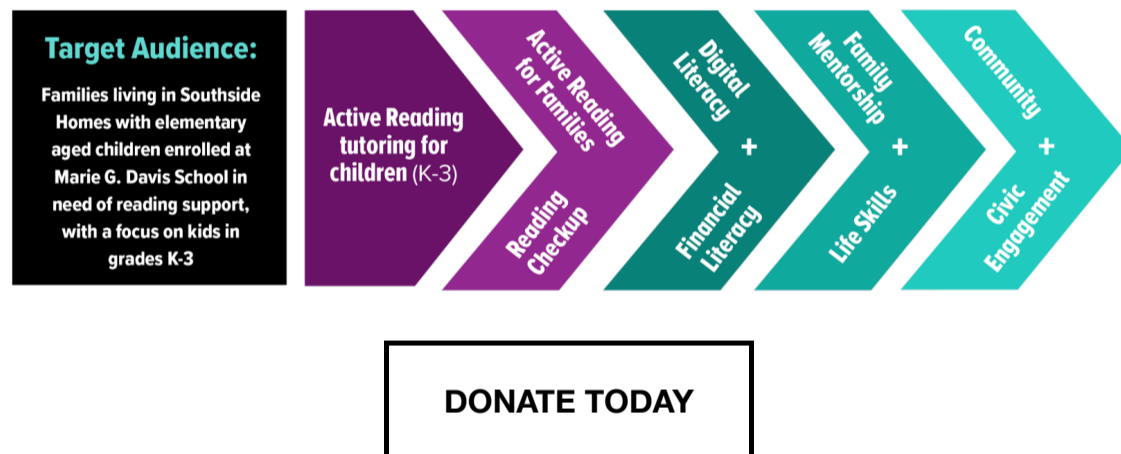 Target Audience:
Families living in Southside
Homes with elementary
aged children enrolled at
Marie G. Davis School in
need of reading support,
with a focus on kids in
grades K-3
Active Reading
tutoring for
children (K-3)
Active Reading
for Families
Reading
Checkup
Digital
Literacy
+
Financial
Literacy
Family
Mentorship
+
Life Skills
Community
+
Civic
Engagement
DONATE TODAY